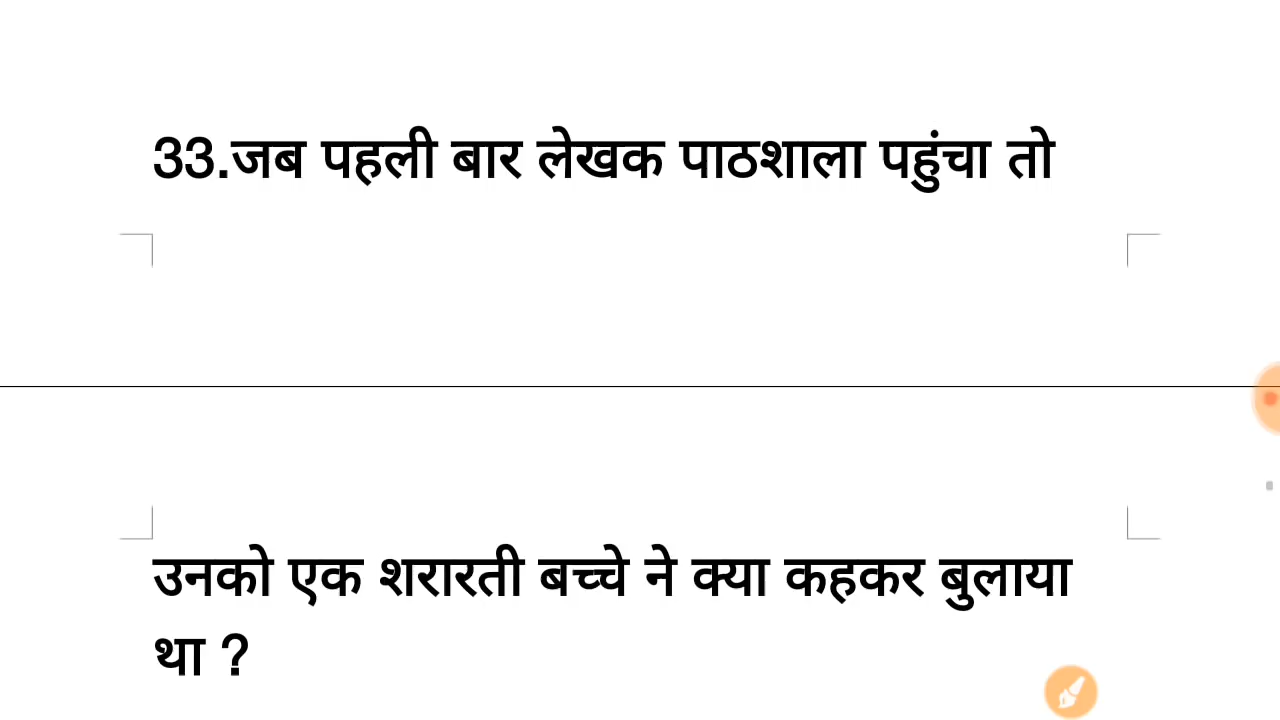 33.जब पहली बार लेखक पाठशाला पहुंचा तो
उनको एक शरारती बच्चे ने क्या कहकर बुलाया
था ?